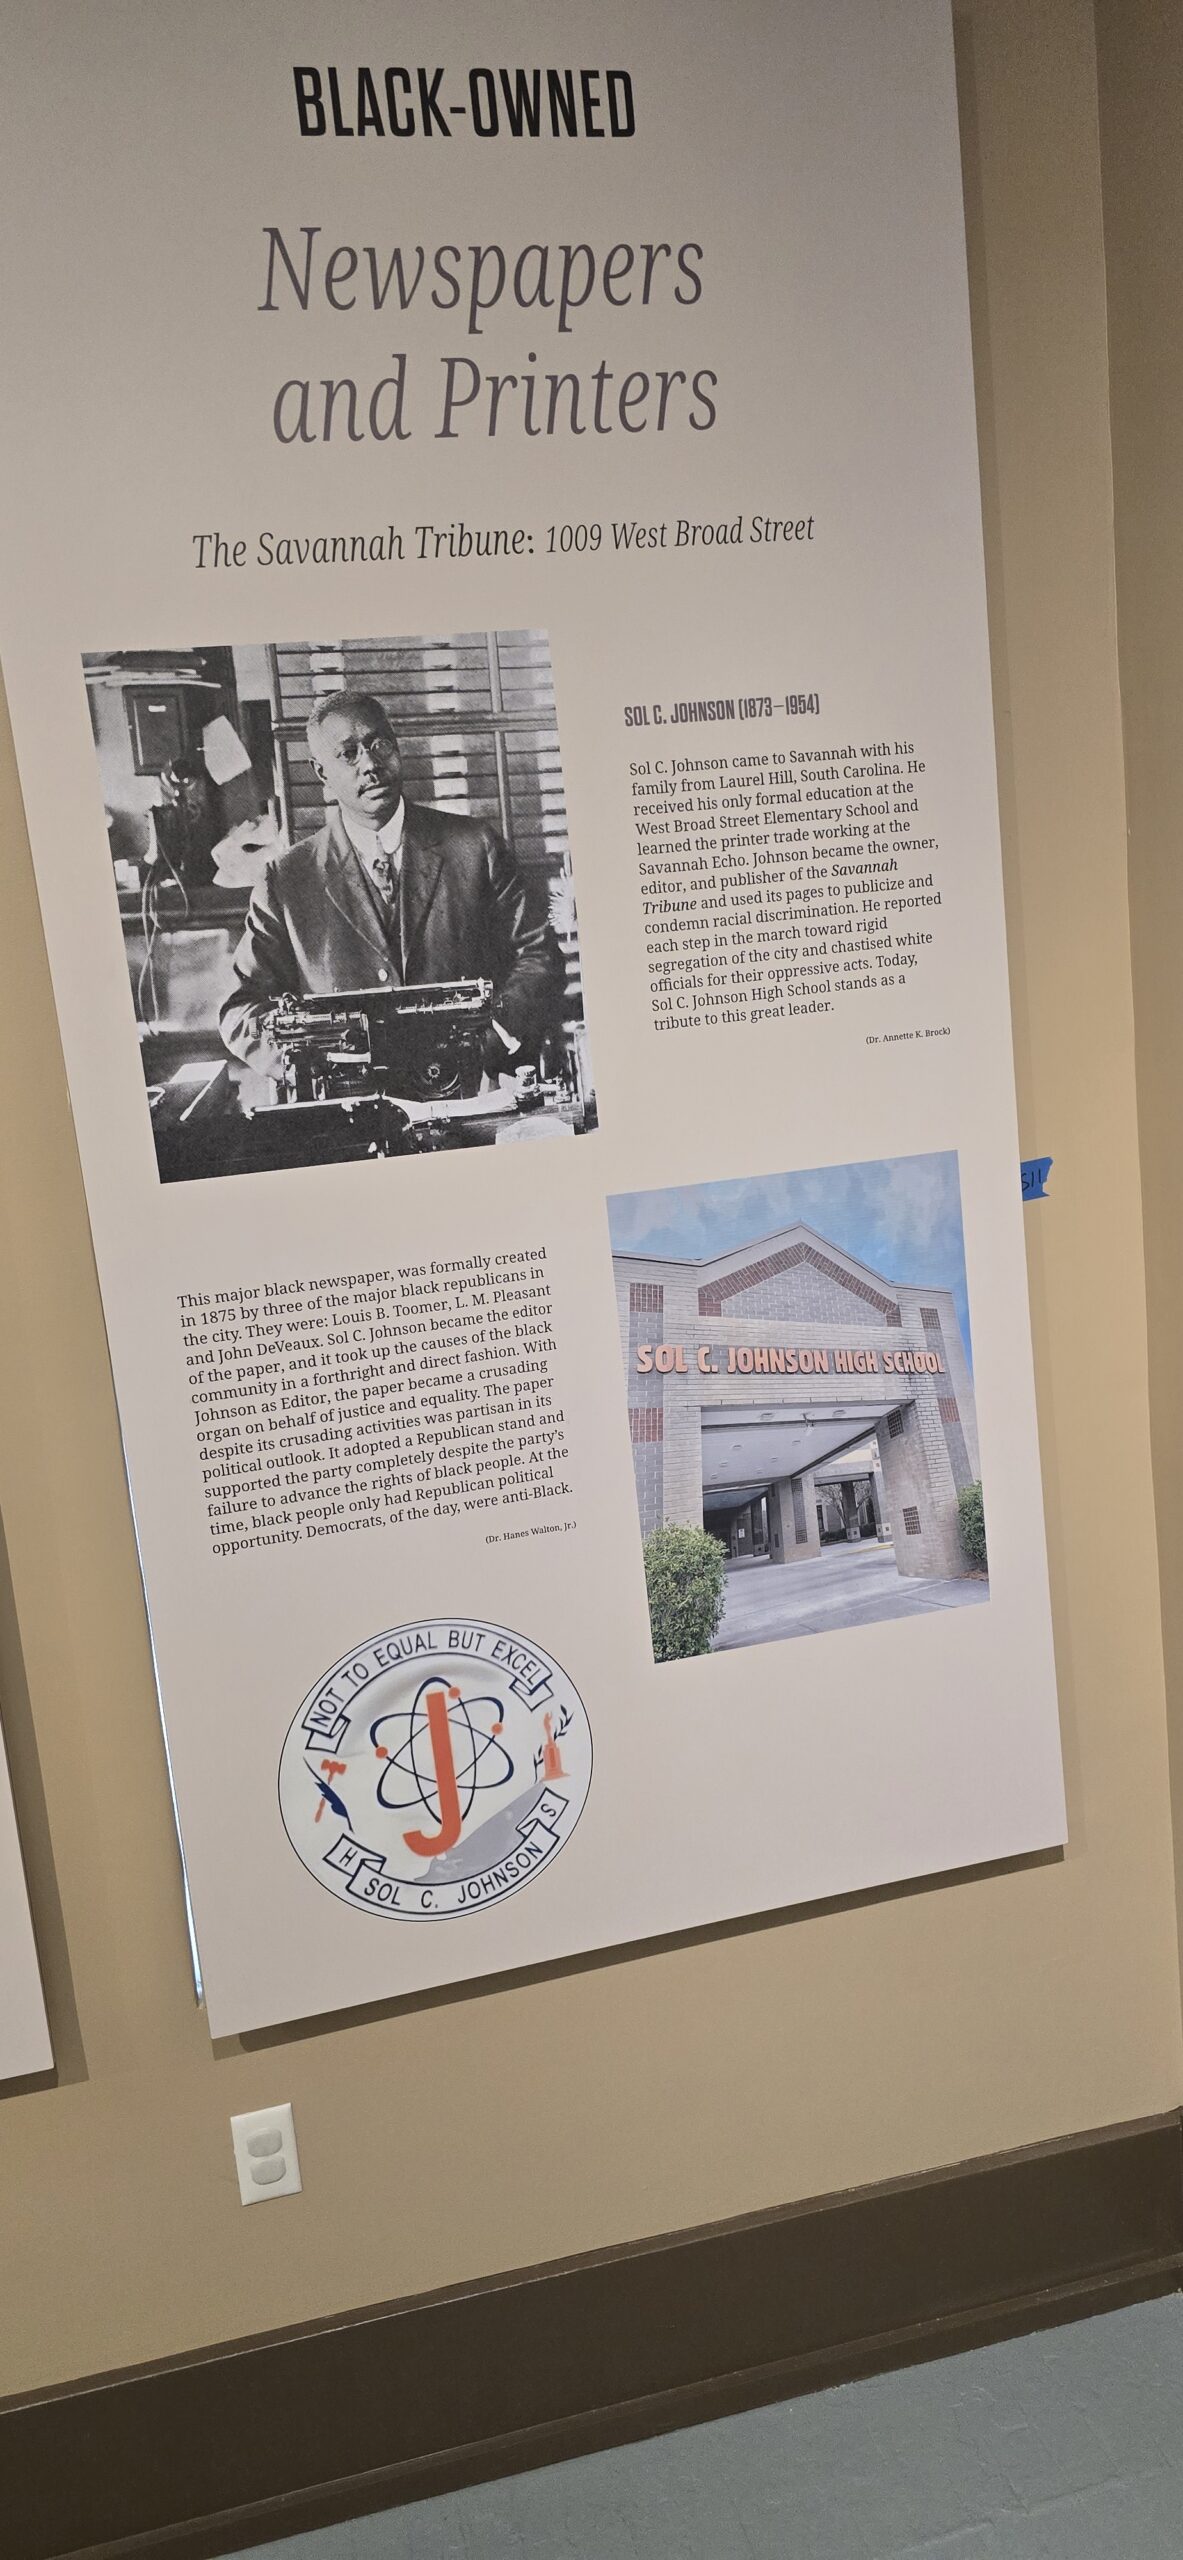 BLACK-OWNED
Newspapers
and Printers
The Savannah Tribune: 1009 West Broad Street
SOL C. JOHNSON (1873–1954)
Sol C. Johnson came to Savannah with his
family from Laurel Hill, South Carolina. He
received his only formal education at the
West Broad Street Elementary School and
learned the printer trade working at the
Savannah Echo. Johnson became the owner,
editor, and publisher of the Savannah
Tribune and used its pages to publicize and
condemn racial discrimination. He reported
each step in the march toward rigid
segregation of the city and chastised white
officials for their oppressive acts. Today,
Sol C. Johnson High School stands as a
tribute to this great leader.
(Dr. Annette K. Brock)
S11
This major black newspaper, was formally created
in 1875 by three of the major black republicans in
the city. They were: Louis B. Toomer, L. M. Pleasant
and John DeVeaux. Sol C. Johnson became the editor
of the paper, and it took up the causes of the black
community in a forthright and direct fashion. With
Johnson as Editor, the paper became a crusading
organ on behalf of justice and equality. The paper
despite its crusading activities was partisan in its
political outlook. It adopted a Republican stand and
supported the party completely despite the party's
failure to advance the rights of black people. At the
time, black people only had Republican political
opportunity. Democrats, of the day, were anti-Black.
(Dr. Hanes Walton, Jr.)
SOL C. JOHNSON HIGH SCHOOL
NOT TO EQUAL BUT EXCEL
J
H SOL C. JOHNSON S